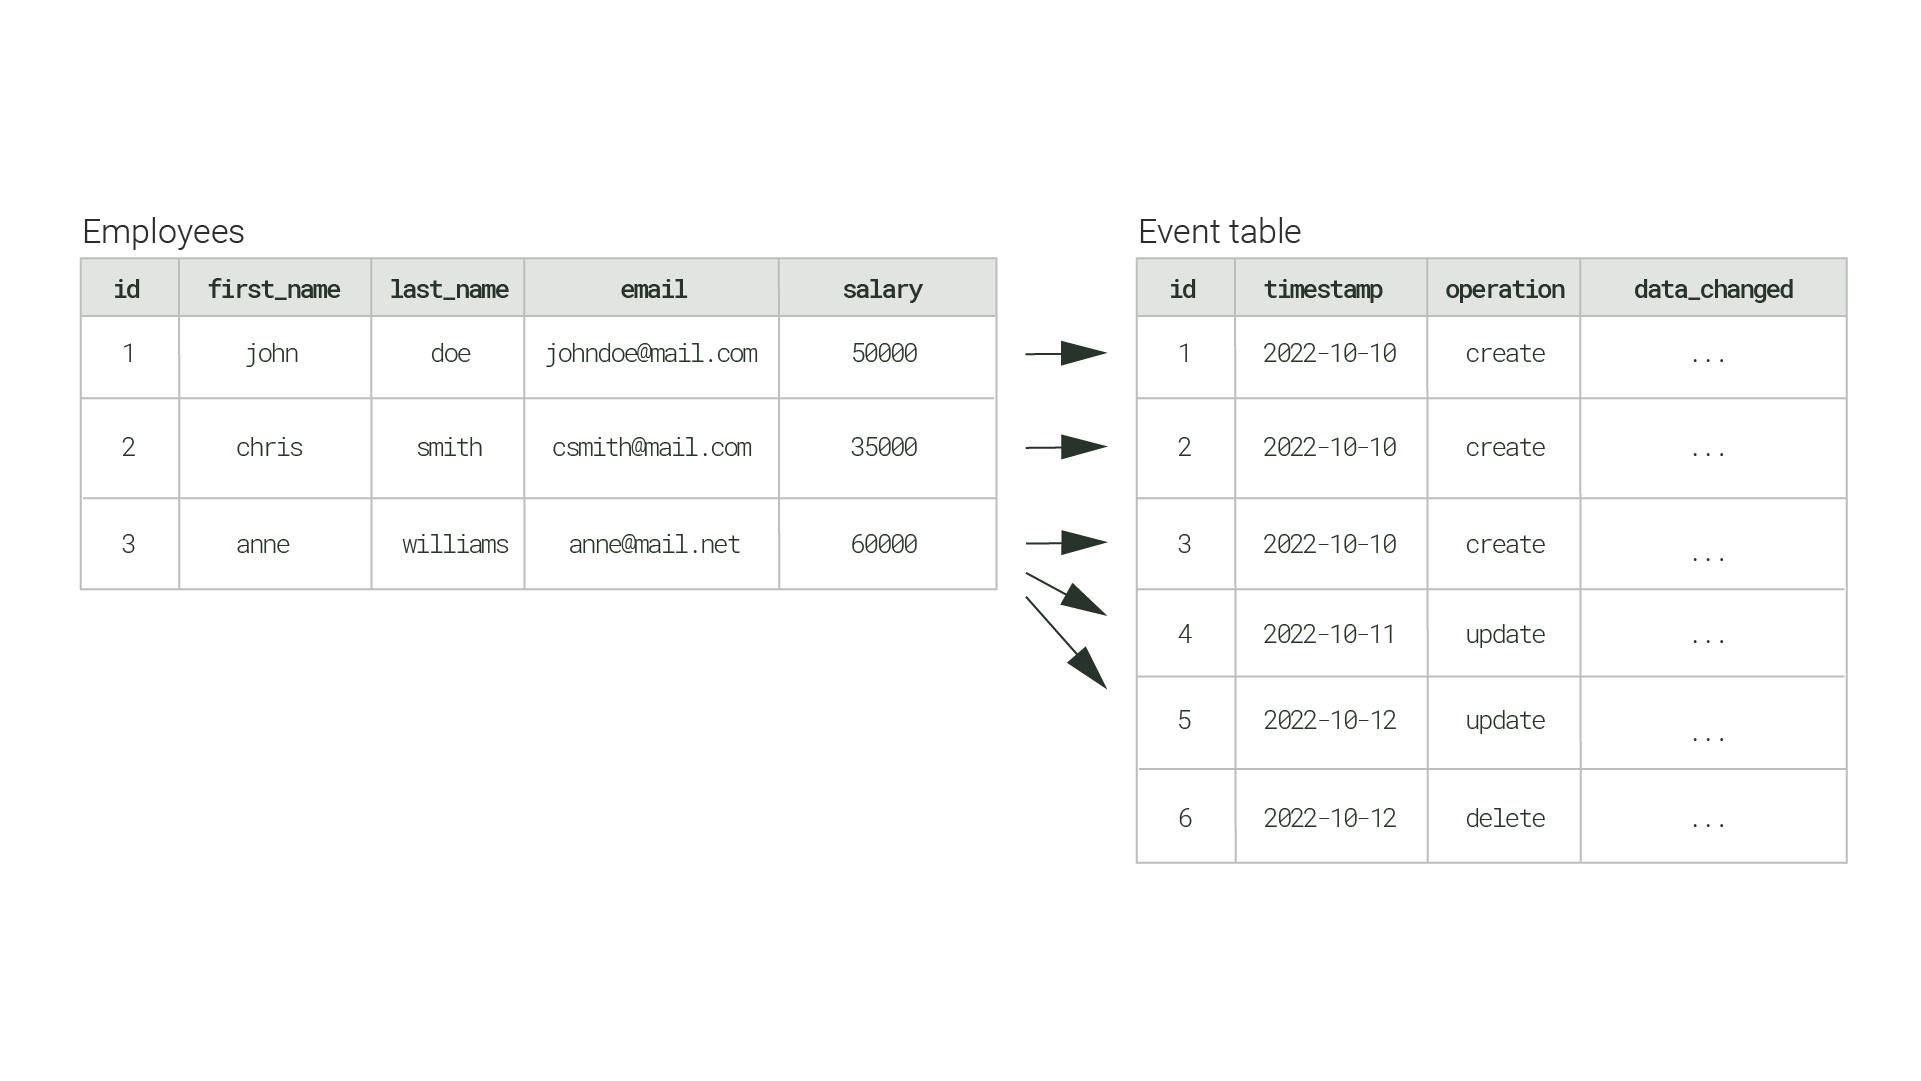 Employees
id first_name last_name email salary
1 john doe johndoe@mail.com 50000
2 chris smith csmith@mail.com 35000
3 anne williams anne@mail.net 60000
Event table
id timestamp operation data_changed
1 2022-10-10 create ...
2 2022-10-10 create ...
3 2022-10-10 create ...
4 2022-10-11 update ...
5 2022-10-12 update ...
6 2022-10-12 delete ...